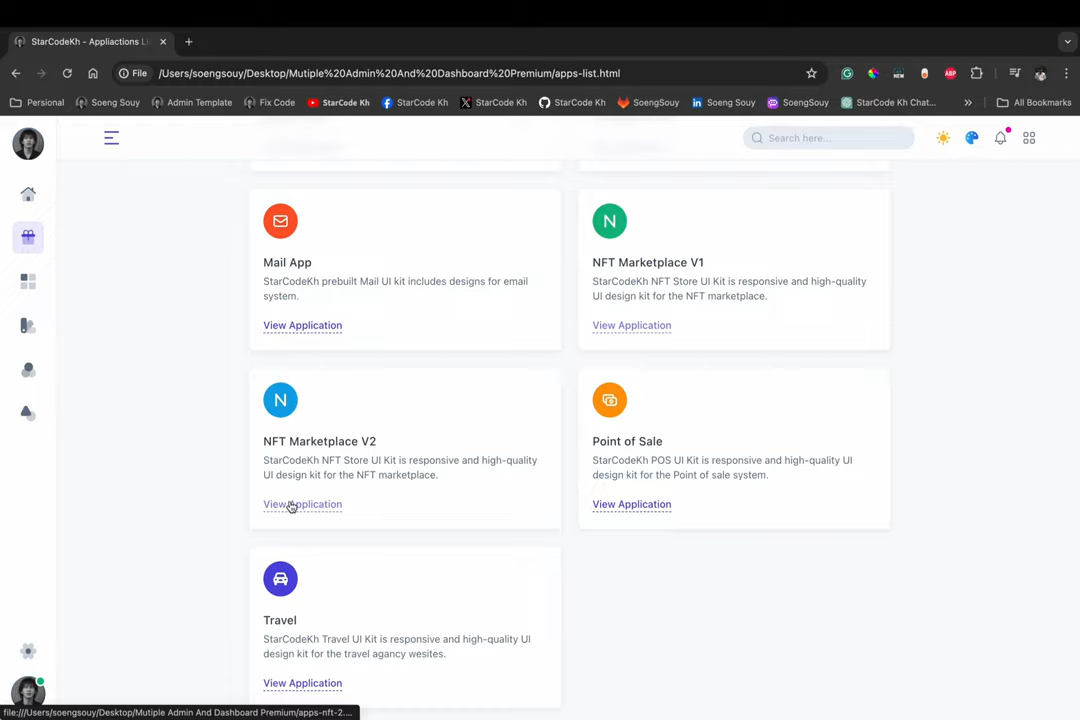 StarCodeKh - Appliactions Li
File
/Users/soengsouy/Desktop/Mutiple%20Admin%20And%20Dashboard%20Premium/apps-list.html
Personal
Soeng Souy
Admin Template
Fix Code
StarCode Kh
StarCode Kh
StarCode Kh
StarCode Kh
SoengSouy
Soeng Souy
SoengSouy
StarCode Kh Chat...
»
All Bookmarks
NEW
ABP
Search here...
Mail App
StarCodeKh prebuilt Mail UI kit includes designs for email
system.
View Application
N
NFT Marketplace V1
StarCodeKh NFT Store UI Kit is responsive and high-quality
UI design kit for the NFT marketplace.
View Application
N
NFT Marketplace V2
StarCodeKh NFT Store UI Kit is responsive and high-quality
UI design kit for the NFT marketplace.
View Application
Point of Sale
StarCodeKh POS UI Kit is responsive and high-quality UI
design kit for the Point of sale system.
View Application
Travel
StarCodeKh Travel UI Kit is responsive and high-quality UI
design kit for the travel agancy wesites.
View Application
file:///Users/soengsouy/Desktop/Mutiple Admin And Dashboard Premium/apps-nft-2....